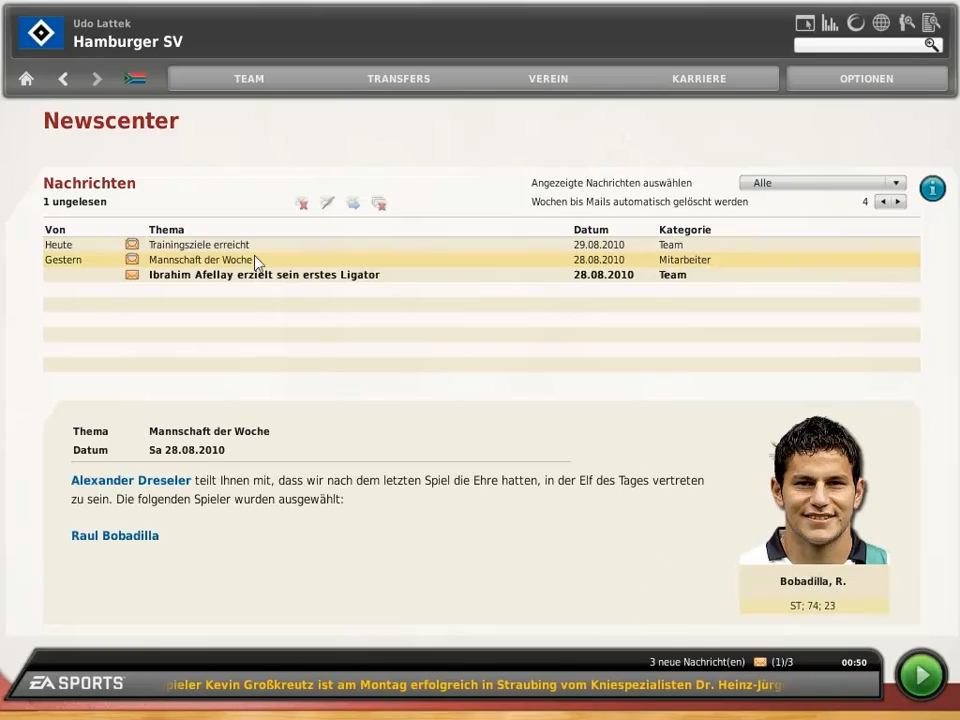 Udo Lattek
Hamburger SV
TEAM
TRANSFERS
VEREIN
KARRIERE
OPTIONEN
Newscenter
Nachrichten
1 ungelesen
Angezeigte Nachrichten auswählen
Alle
Wochen bis Mails automatisch gelöscht werden
4
Von Thema Datum Kategorie
Heute Trainingsziele erreicht 29.08.2010 Team
Gestern Mannschaft der Woche 28.08.2010 Mitarbeiter
Ibrahim Afellay erzielt sein erstes Ligator 28.08.2010 Team
Thema Mannschaft der Woche
Datum Sa 28.08.2010
Alexander Dreseler teilt Ihnen mit, dass wir nach dem letzten Spiel die Ehre hatten, in der Elf des Tages vertreten
zu sein. Die folgenden Spieler wurden ausgewählt:
Raul Bobadilla
Bobadilla, R.
ST; 74; 23
3 neue Nachricht(en) (1)/3 00:50
EA SPORTS
pieler Kevin Großkreutz ist am Montag erfolgreich in Straubing vom Kniespezialisten Dr. Heinz-Jürg